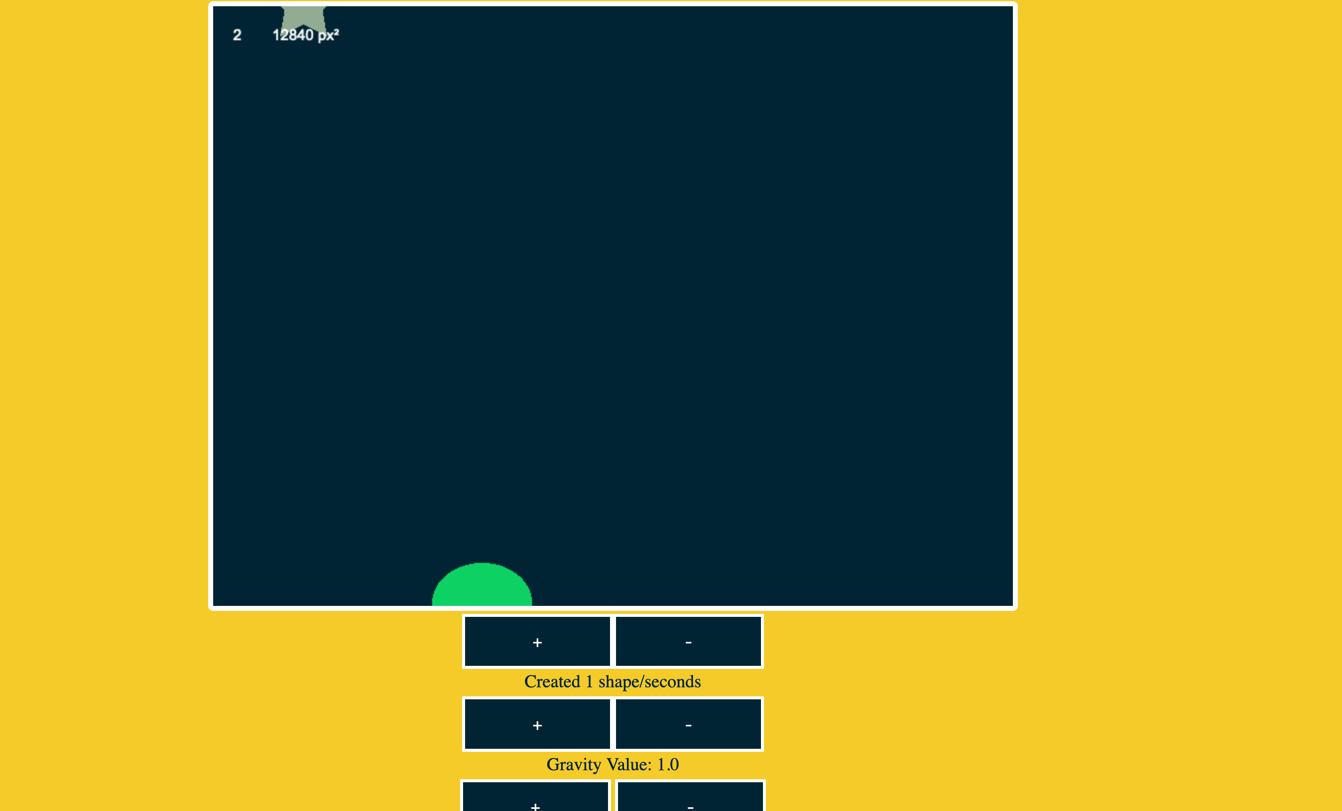 2 12840 px²
+ -
Created 1 shape/seconds
+ -
Gravity Value: 1.0
+ -